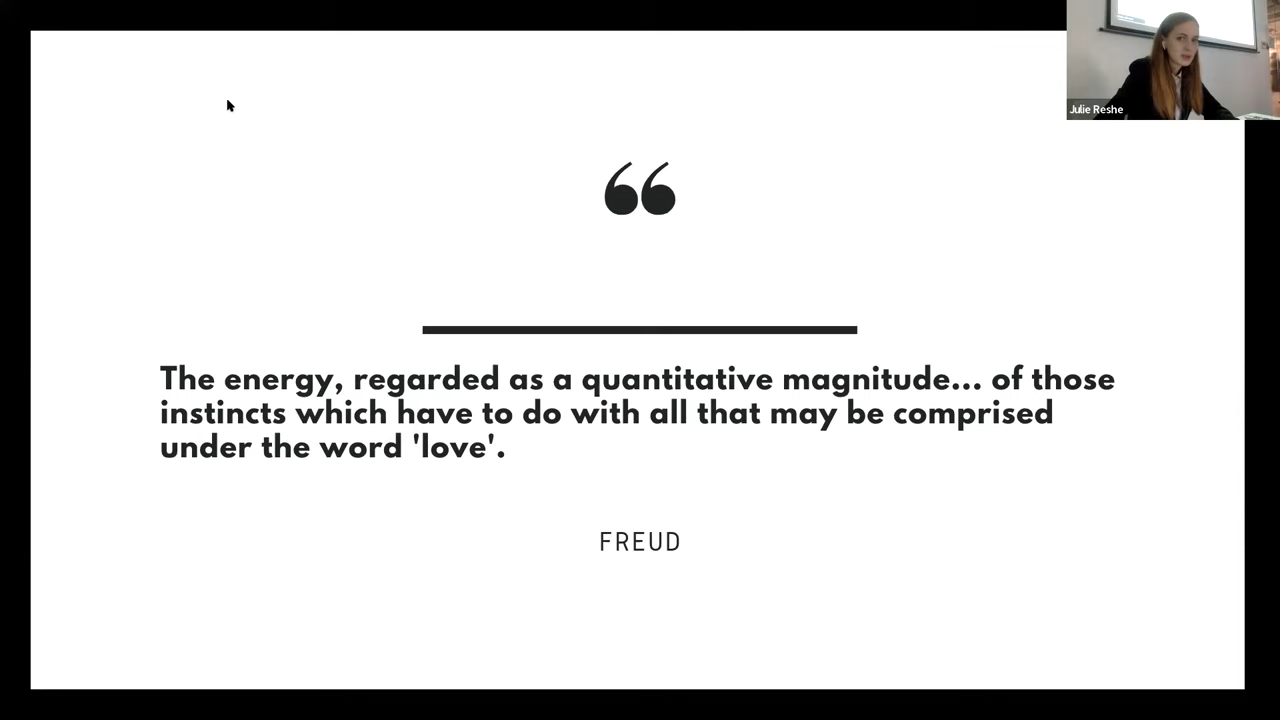 Julie Reshe
“
The energy, regarded as a quantitative magnitude... of those
instincts which have to do with all that may be comprised
under the word 'love'.
FREUD